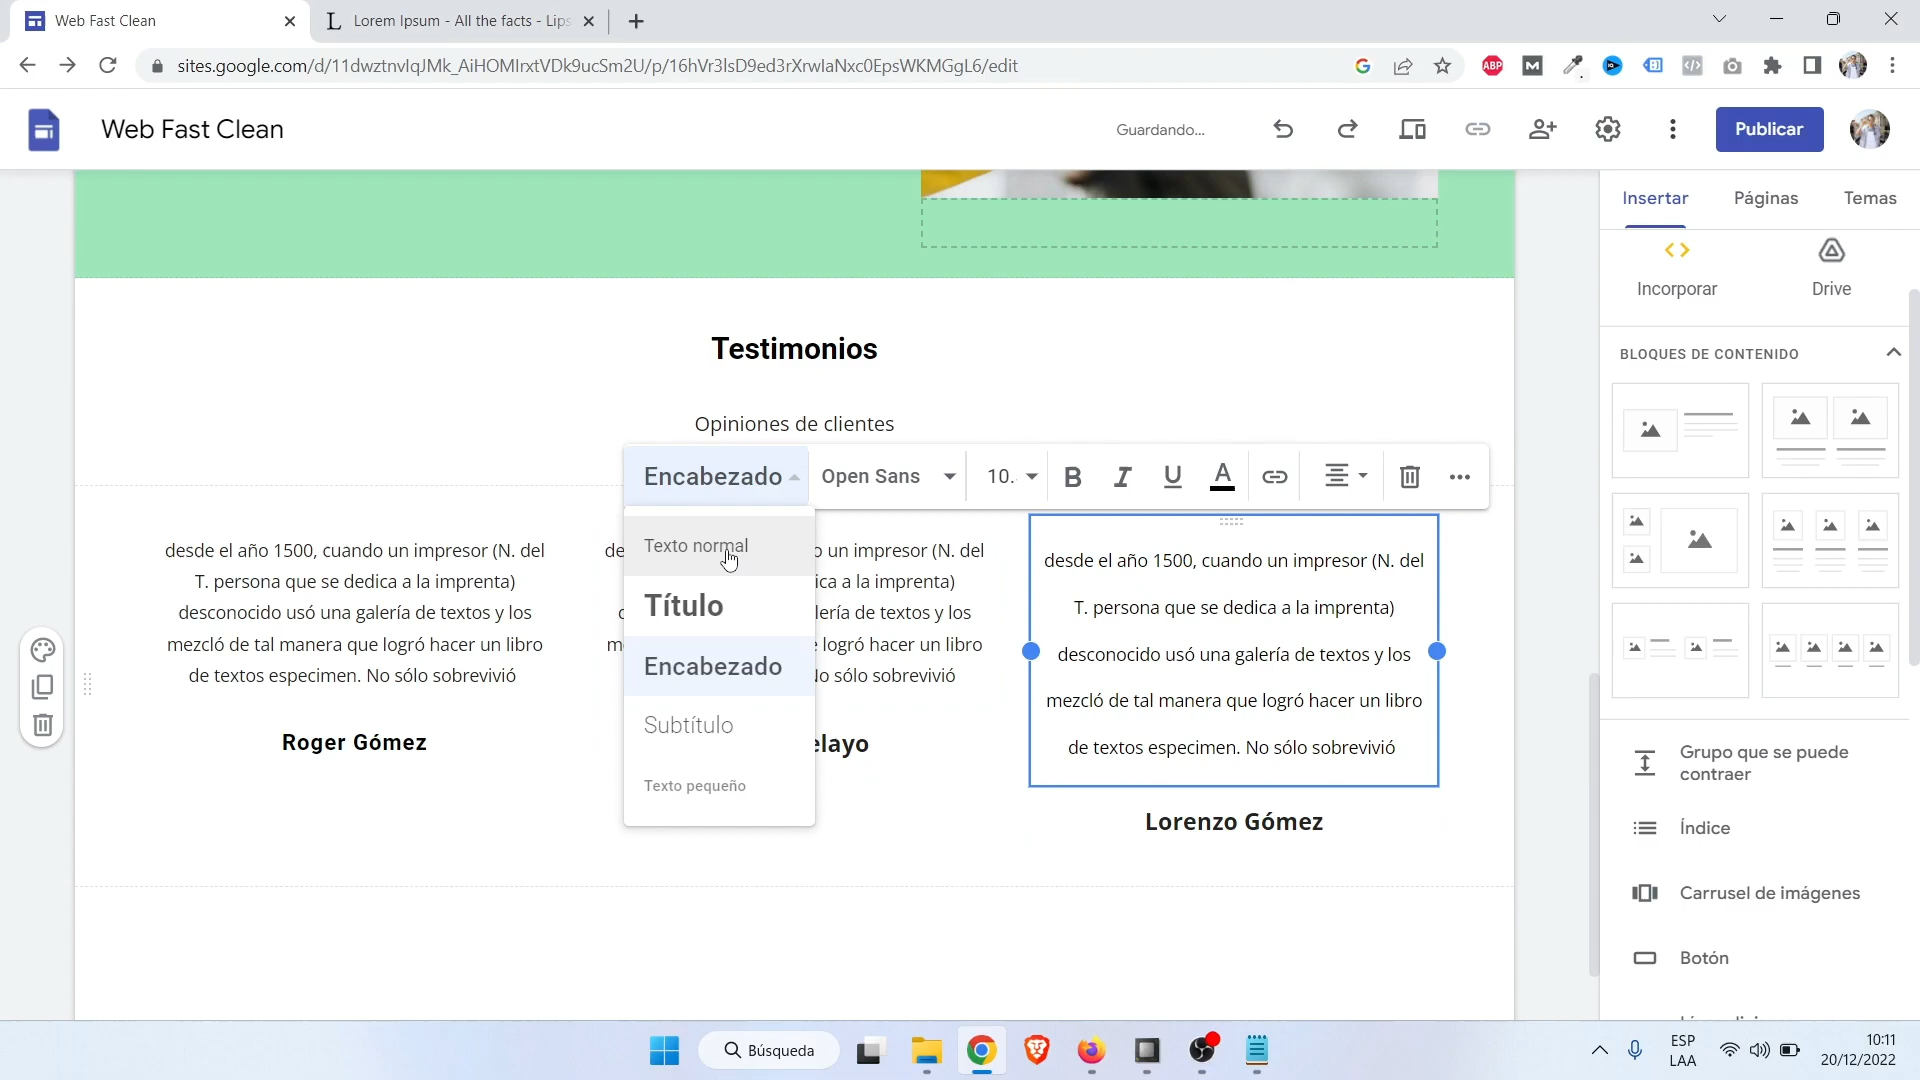 Web Fast Clean
Lorem Ipsum - All the facts - Lips
sites.google.com/d/11dwztnvlqJMk_AiHOMIrxtVDk9ucSm2U/p/16hVr3lsD9ed3rXrwlaNxc0EpsWKMGgL6/edit
Web Fast Clean
Guardando...
Publicar
Insertar
Páginas
Temas
Incorporar
Drive
BLOQUES DE CONTENIDO
Testimonios
Opiniones de clientes
Encabezado
Open Sans
10.
B
I
U
A
Texto normal
Título
Encabezado
Subtítulo
Texto pequeño
desde el año 1500, cuando un impresor (N. del
T. persona que se dedica a la imprenta)
desconocido usó una galería de textos y los
mezcló de tal manera que logró hacer un libro
de textos especimen. No sólo sobrevivió
Roger Gómez
de
o un impresor (N. del
ica a la imprenta)
lería de textos y los
m
e logró hacer un libro
lo sólo sobrevivió
elayo
desde el año 1500, cuando un impresor (N. del
T. persona que se dedica a la imprenta)
desconocido usó una galería de textos y los
mezcló de tal manera que logró hacer un libro
de textos especimen. No sólo sobrevivió
Lorenzo Gómez
Grupo que se puede
contraer
Índice
Carrusel de imágenes
Botón
Búsqueda
ESP
LAA
10:11
20/12/2022